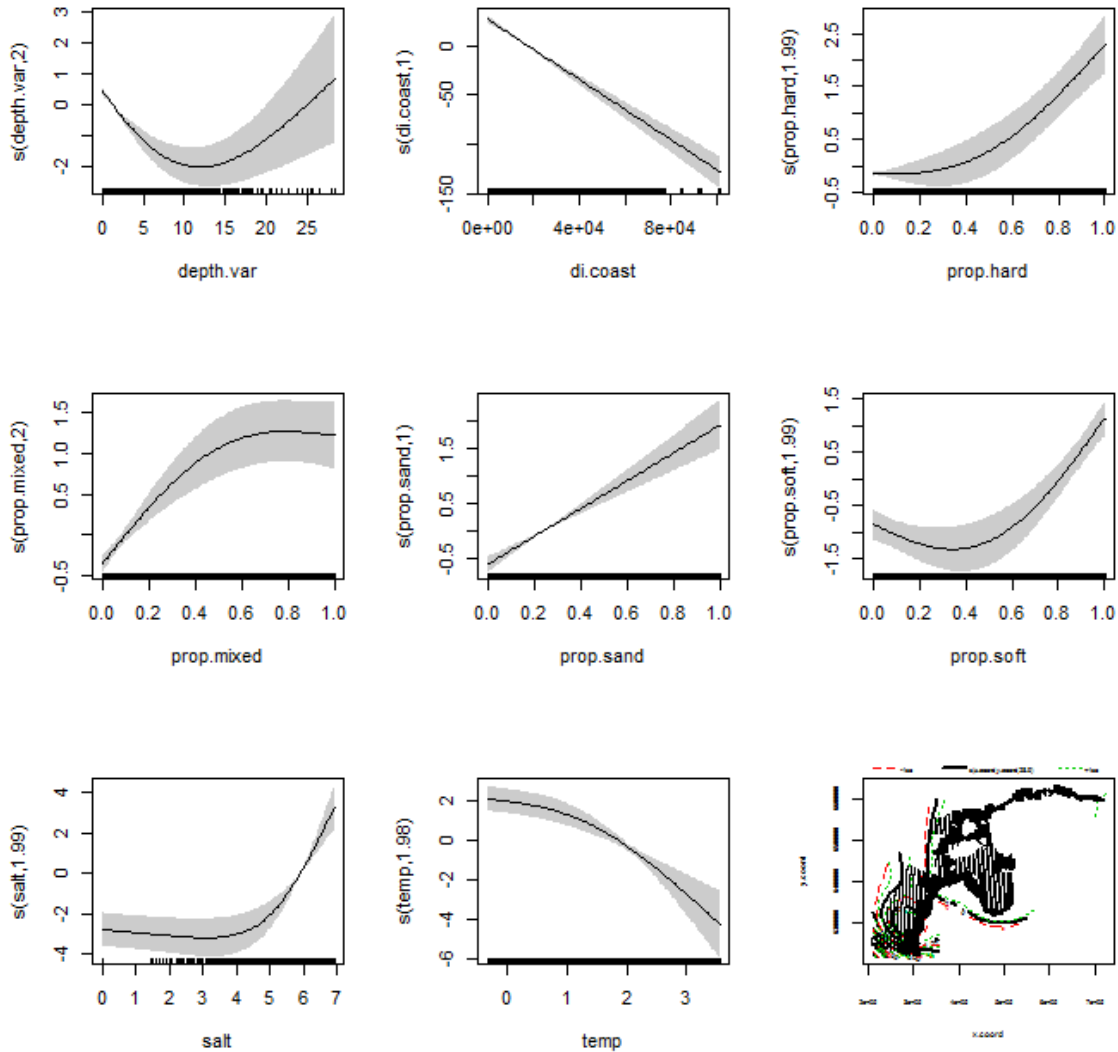 s(depth.var,2)
3
2
1
0
-2
0 5 10 15 20 25
depth.var
s(di.coast,1)
0
-50
-150
0e+00 4e+04 8e+04
di.coast
s(prop.hard,1.99)
2.5
1.5
0.5
-0.5
0.0 0.2 0.4 0.6 0.8 1.0
prop.hard
s(prop.mixed,2)
1.5
1.0
0.5
-0.5
0.0 0.2 0.4 0.6 0.8 1.0
prop.mixed
s(prop.sand,1)
1.5
0.5
-0.5
0.0 0.2 0.4 0.6 0.8 1.0
prop.sand
s(prop.soft,1.99)
1.5
0.5
-0.5
-1.5
0.0 0.2 0.4 0.6 0.8 1.0
prop.soft
s(salt,1.99)
4
2
0
-2
-4
0 1 2 3 4 5 6 7
salt
s(temp,1.98)
2
0
-2
-4
-6
0 1 2 3
temp
y.coord
x.coord